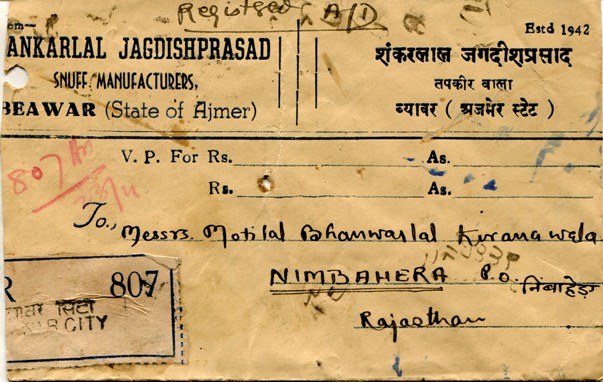 Registered A/D
om—
ANKARLAL JAGDISHPRASAD
SNUFF MANUFACTURERS,
BEAWAR (State of Ajmer)
Estd 1942
शंकरलाल जगदीशप्रसाद
तपकीर वाला
ब्यावर ( अजमेर स्टेट )
V. P. For Rs. As.
Rs. As.
807
To,, Messrs. Motilal Bhanwarlal Kirana wala
NIMBAHERA P.O. निंबाहेड़ा
Rajasthan
R 807
सिटी
CITY